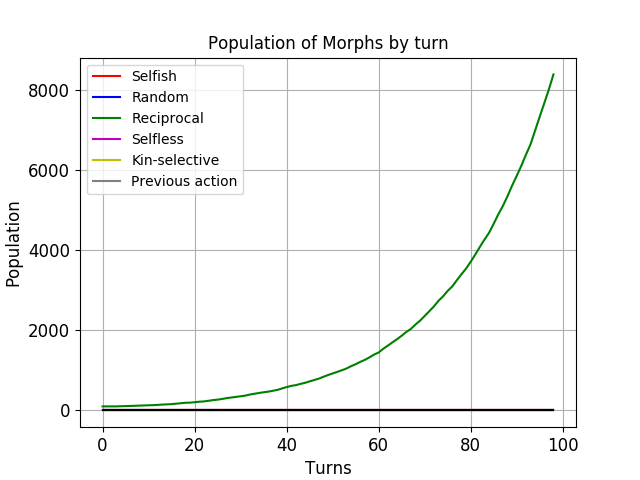 Population of Morphs by turn
Selfish
Random
Reciprocal
Selfless
Kin-selective
Previous action
8000
6000
4000
2000
0
Population
0 20 40 60 80 100
Turns